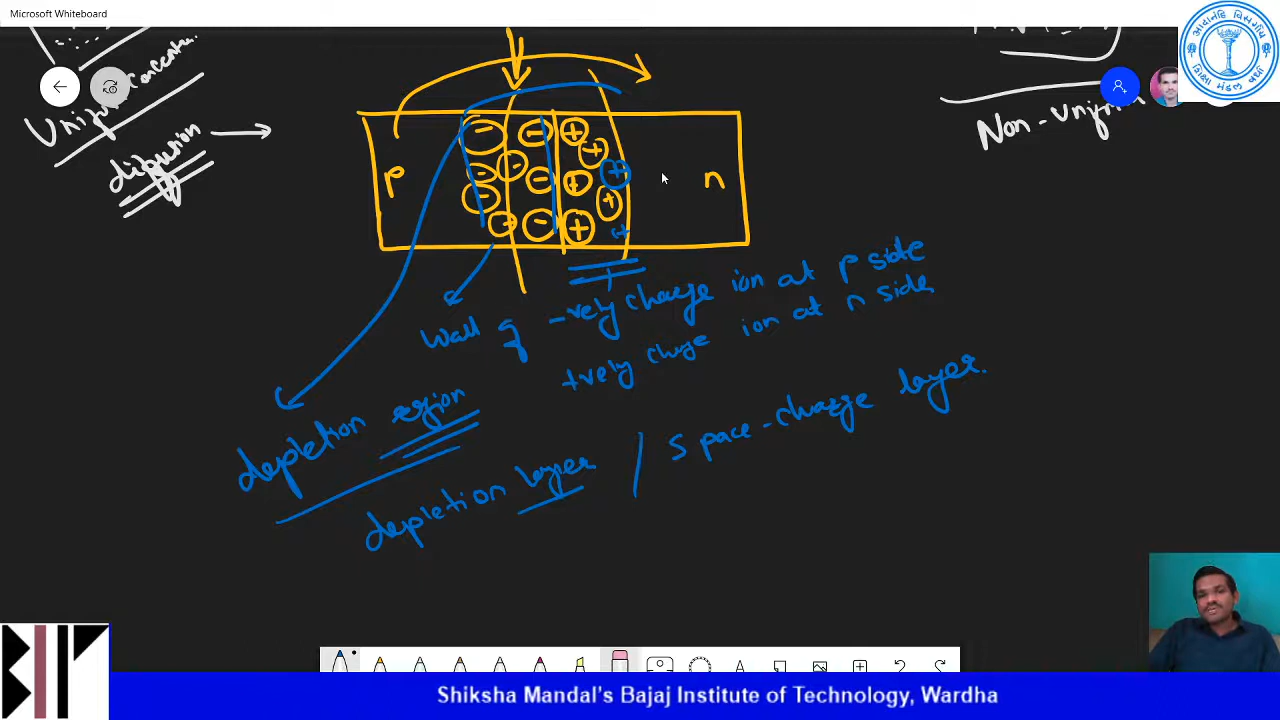 Microsoft Whiteboard
diffusion
Non-Uniform
p
n
Wall of -vely charge ion at p side
+vely charge ion at n side
depletion region
depletion layer / space-charge layer.
BIT
Shiksha Mandal's Bajaj Institute of Technology, Wardha